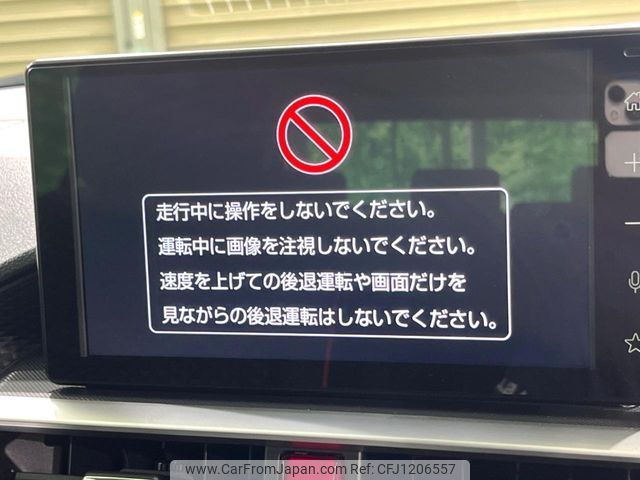 走行中に操作をしないでください。
運転中に画像を注視しないでください。
速度を上げての後退運転や画面だけを
見ながらの後退運転はしないでください。
www.CarFromJapan.com | Photo ID: CFJ1206557